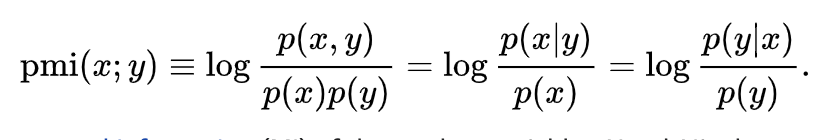 pmi(x; y) ≡ log p(x, y) / p(x)p(y) = log p(x|y) / p(x) = log p(y|x) / p(y).